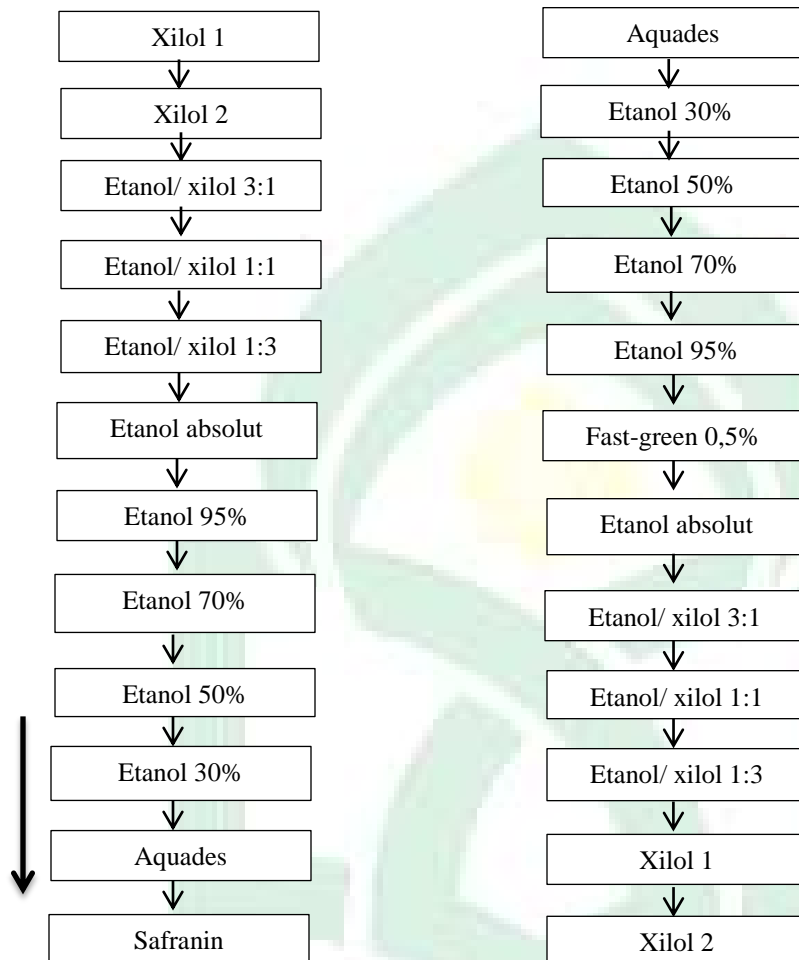 Xilol 1
Xilol 2
Etanol/ xilol 3:1
Etanol/ xilol 1:1
Etanol/ xilol 1:3
Etanol absolut
Etanol 95%
Etanol 70%
Etanol 50%
Etanol 30%
Aquades
Safranin
Aquades
Etanol 30%
Etanol 50%
Etanol 70%
Etanol 95%
Fast-green 0,5%
Etanol absolut
Etanol/ xilol 3:1
Etanol/ xilol 1:1
Etanol/ xilol 1:3
Xilol 1
Xilol 2